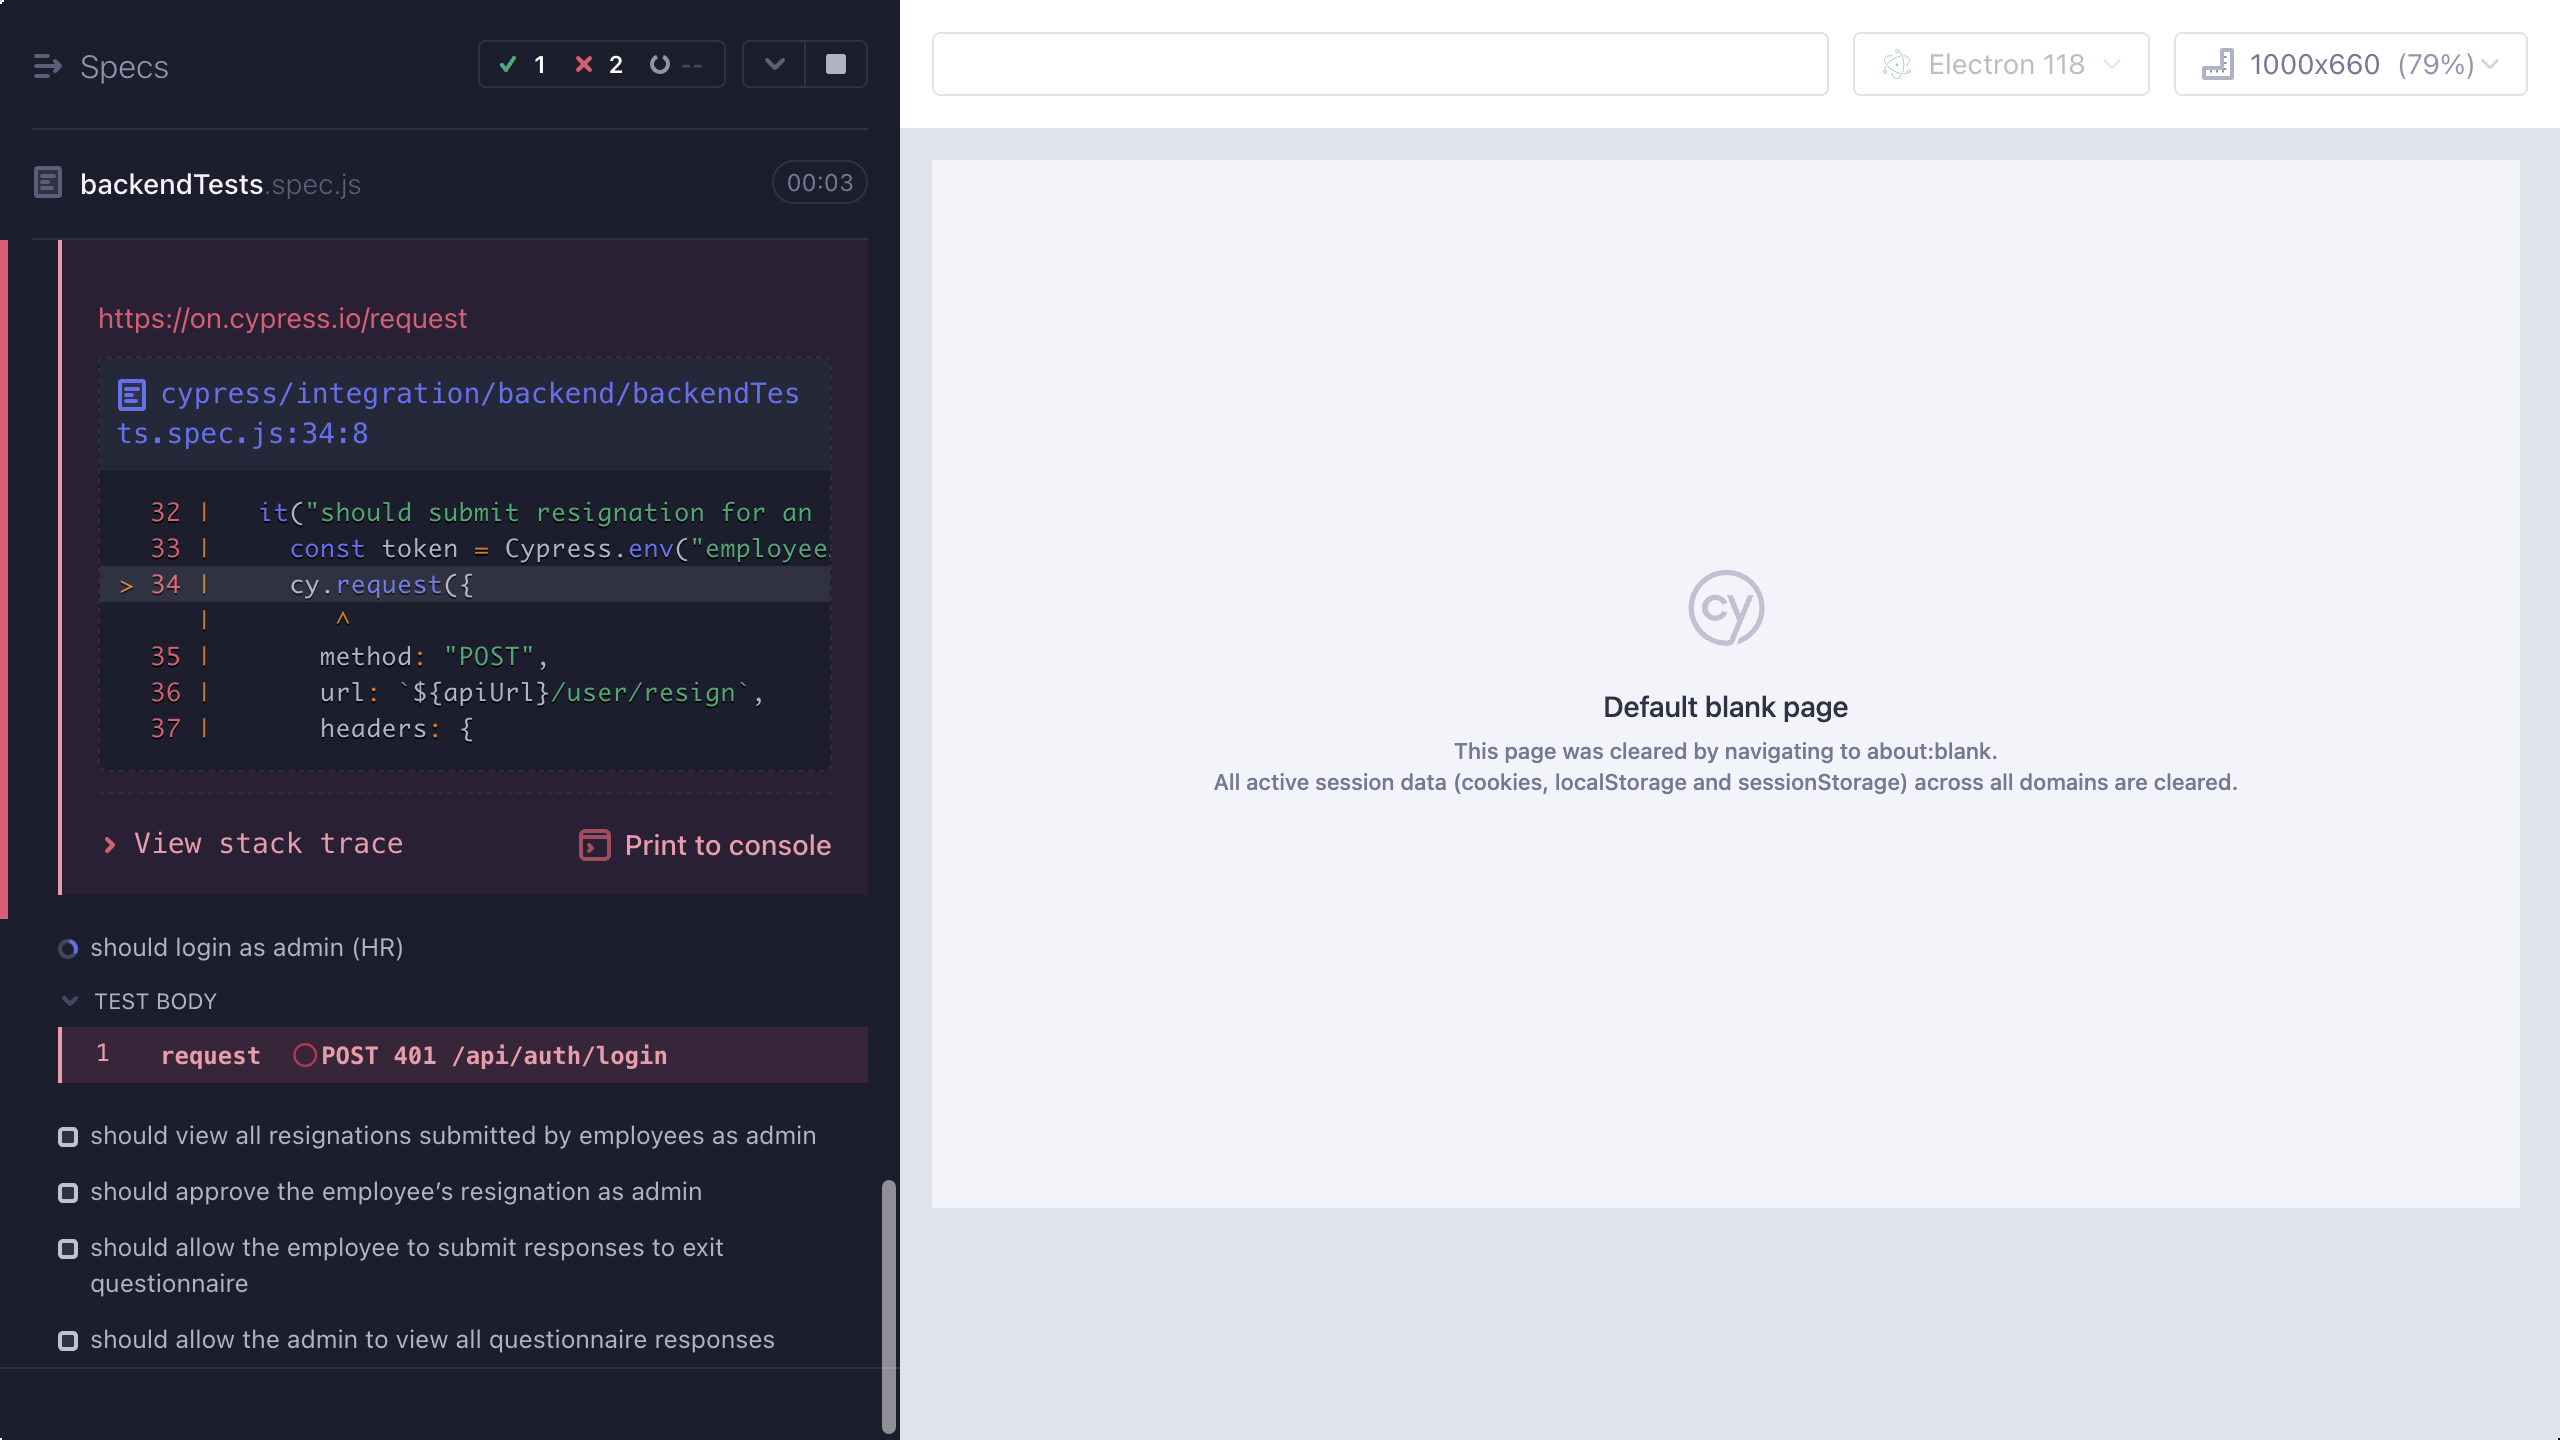 Specs
1 2 --
backendTests.spec.js
00:03
https://on.cypress.io/request
cypress/integration/backend/backendTes
ts.spec.js:34:8
32 | it("should submit resignation for an
33 | const token = Cypress.env("employee
> 34 | cy.request({
| ^
35 | method: "POST",
36 | url: `${apiUrl}/user/resign`,
37 | headers: {
View stack trace
Print to console
should login as admin (HR)
TEST BODY
1 request POST 401 /api/auth/login
should view all resignations submitted by employees as admin
should approve the employee’s resignation as admin
should allow the employee to submit responses to exit
questionnaire
should allow the admin to view all questionnaire responses
Electron 118
1000x660 (79%)
cy
Default blank page
This page was cleared by navigating to about:blank.
All active session data (cookies, localStorage and sessionStorage) across all domains are cleared.